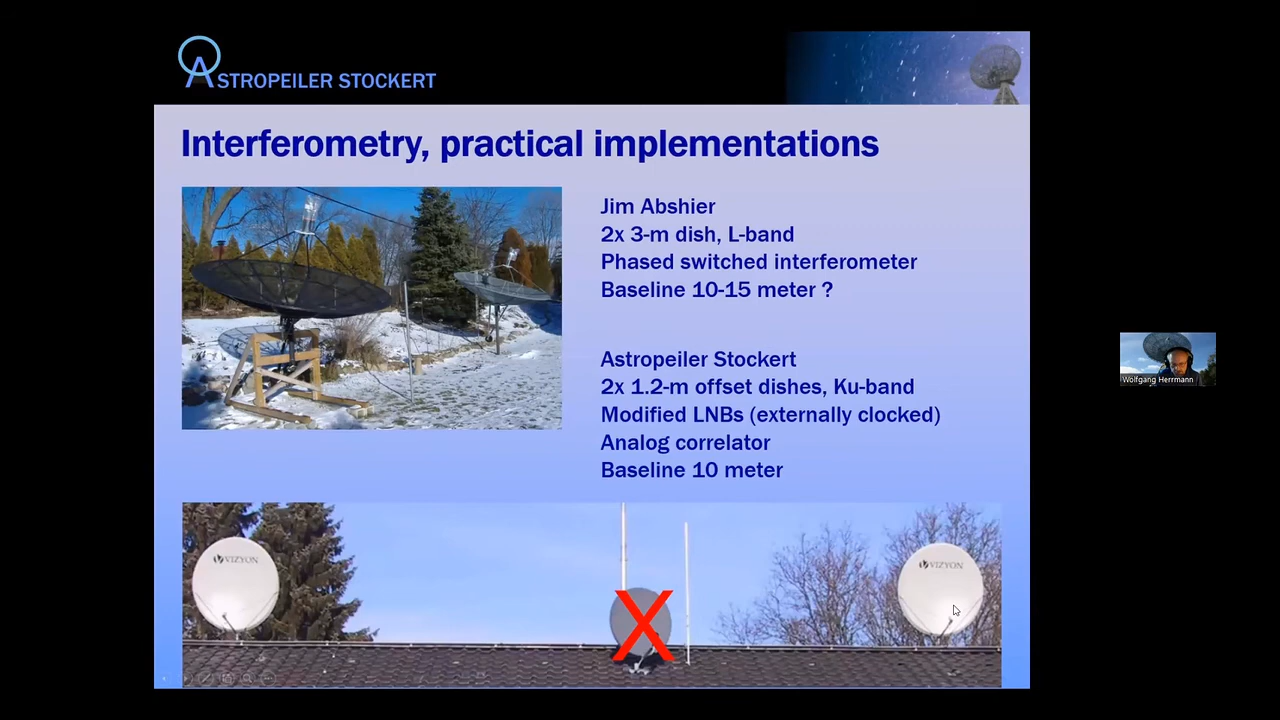 ASTROPEILER STOCKERT
Interferometry, practical implementations
Jim Abshier
2x 3-m dish, L-band
Phased switched interferometer
Baseline 10-15 meter ?
Astropeiler Stockert
2x 1.2-m offset dishes, Ku-band
Modified LNBs (externally clocked)
Analog correlator
Baseline 10 meter
VIZYON
VIZYON
X
Wolfgang Herrmann